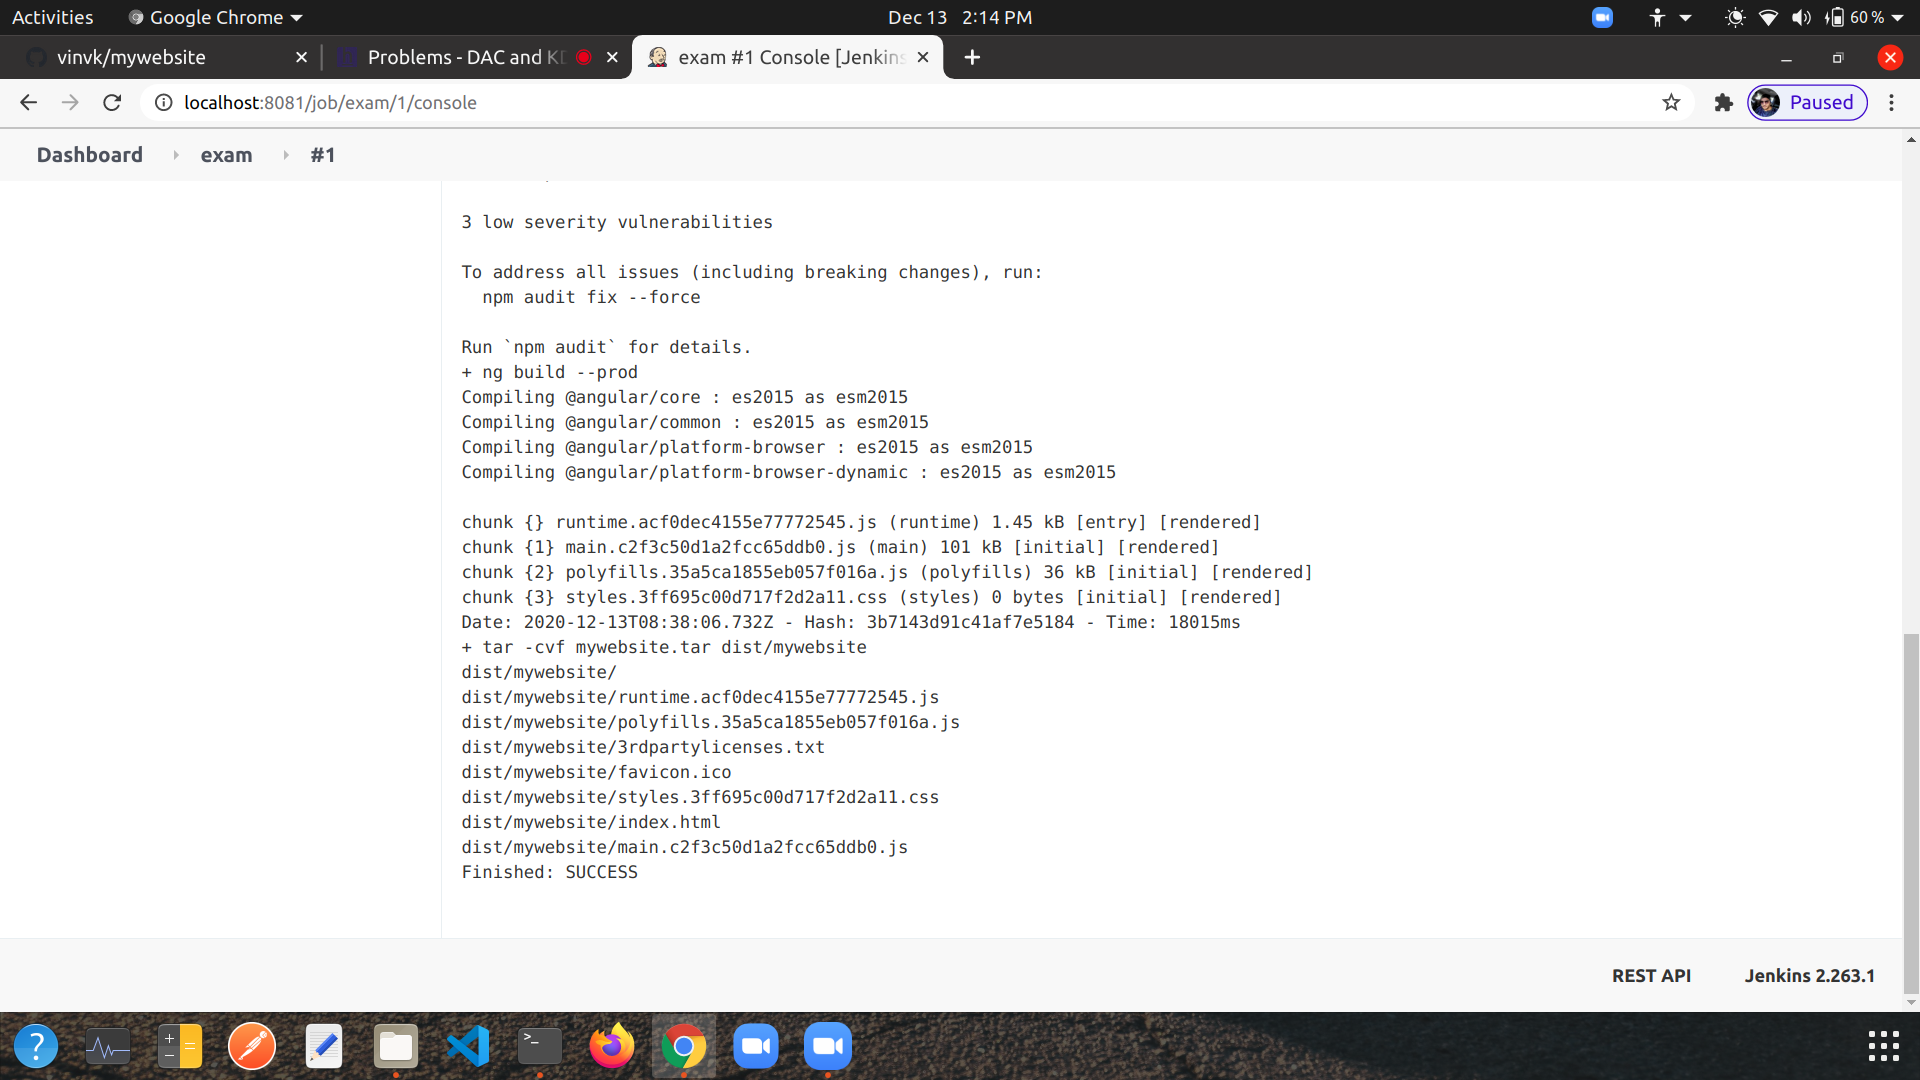 Activities
Google Chrome
Dec 13 2:14 PM
60 %
vinvk/mywebsite
Problems - DAC and KD
exam #1 Console [Jenkins
localhost:8081/job/exam/1/console
Paused
Dashboard
exam
#1
3 low severity vulnerabilities
To address all issues (including breaking changes), run:
npm audit fix --force
Run `npm audit` for details.
+ ng build --prod
Compiling @angular/core : es2015 as esm2015
Compiling @angular/common : es2015 as esm2015
Compiling @angular/platform-browser : es2015 as esm2015
Compiling @angular/platform-browser-dynamic : es2015 as esm2015
chunk {} runtime.acf0dec4155e77772545.js (runtime) 1.45 kB [entry] [rendered]
chunk {1} main.c2f3c50d1a2fcc65ddb0.js (main) 101 kB [initial] [rendered]
chunk {2} polyfills.35a5ca1855eb057f016a.js (polyfills) 36 kB [initial] [rendered]
chunk {3} styles.3ff695c00d717f2d2a11.css (styles) 0 bytes [initial] [rendered]
Date: 2020-12-13T08:38:06.732Z - Hash: 3b7143d91c41af7e5184 - Time: 18015ms
+ tar -cvf mywebsite.tar dist/mywebsite
dist/mywebsite/
dist/mywebsite/runtime.acf0dec4155e77772545.js
dist/mywebsite/polyfills.35a5ca1855eb057f016a.js
dist/mywebsite/3rdpartylicenses.txt
dist/mywebsite/favicon.ico
dist/mywebsite/styles.3ff695c00d717f2d2a11.css
dist/mywebsite/index.html
dist/mywebsite/main.c2f3c50d1a2fcc65ddb0.js
Finished: SUCCESS
REST API
Jenkins 2.263.1